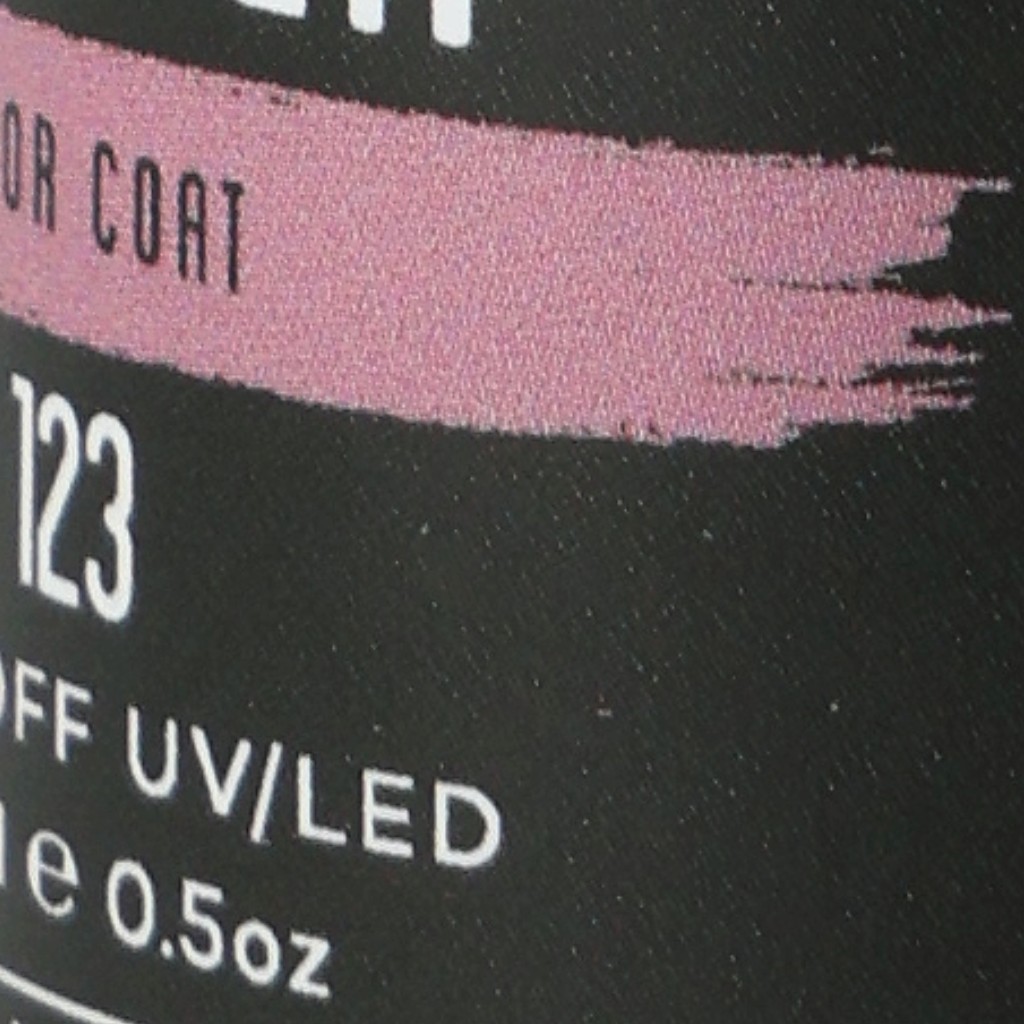 OR COAT
123
OFF UV/LED
e 0.5oz